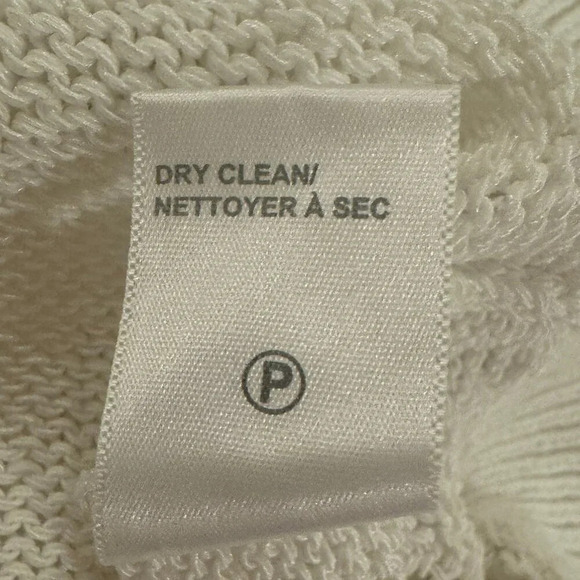 DRY CLEAN/
NETTOYER À SEC
P